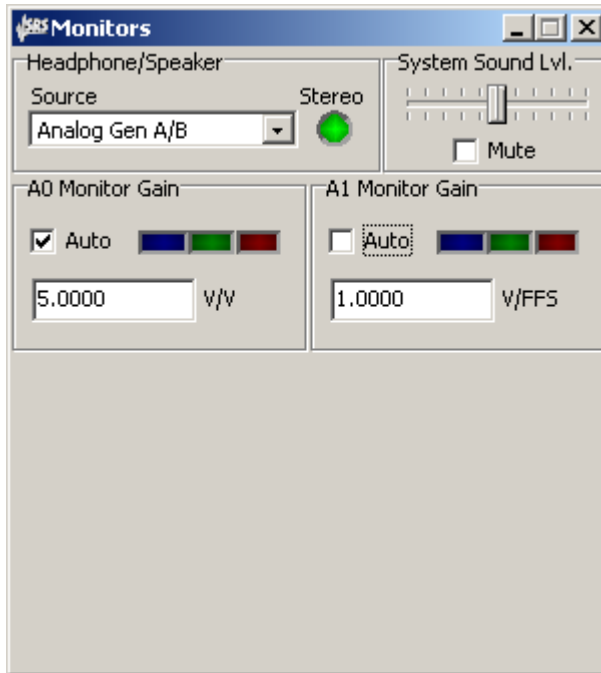 SRS Monitors
Headphone/Speaker
System Sound Lvl.
Source
Stereo
Analog Gen A/B
Mute
A0 Monitor Gain
A1 Monitor Gain
Auto
Auto
5.0000 V/V
1.0000 V/FFS